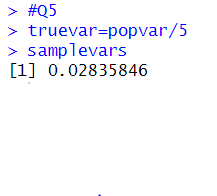 > #Q5
> truevar=popvar/5
> samplevars
[1] 0.02835846